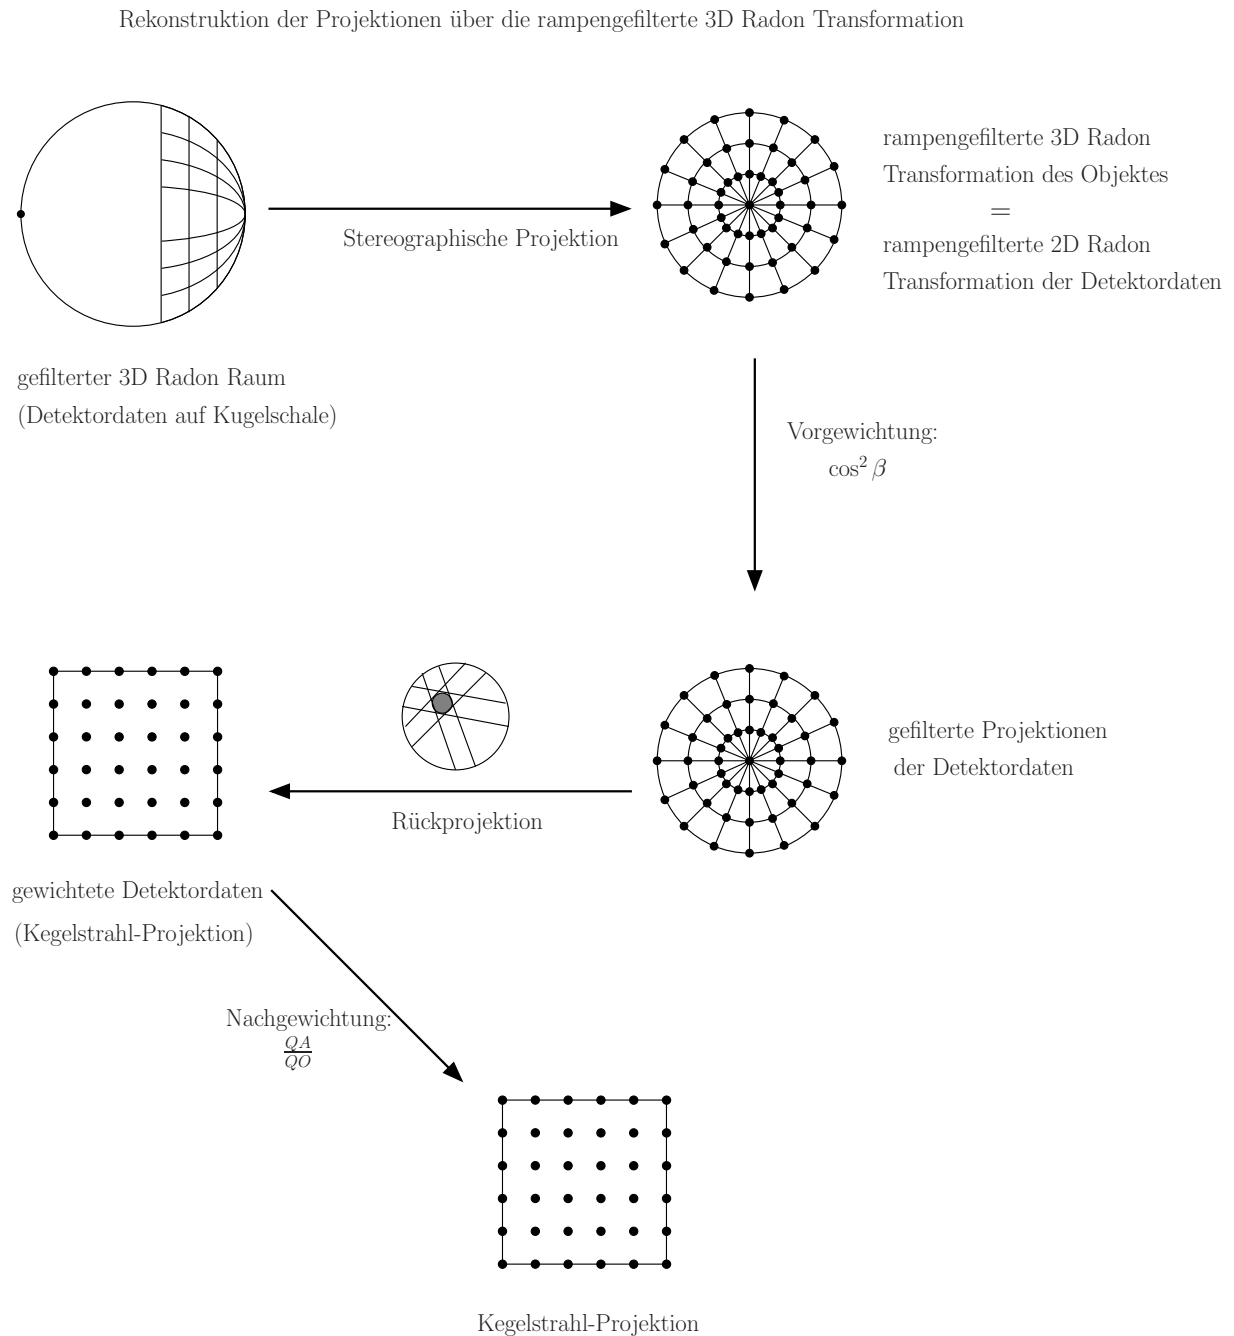 Rekonstruktion der Projektionen über die rampengefilterte 3D Radon Transformation
rampengefilterte 3D Radon
Transformation des Objektes
=
rampengefilterte 2D Radon
Transformation der Detektordaten
Stereographische Projektion
gefilterter 3D Radon Raum
(Detektordaten auf Kugelschale)
Vorgewichtung:
cos² β
gefilterte Projektionen
der Detektordaten
Rückprojektion
gewichtete Detektordaten
(Kegelstrahl-Projektion)
Nachgewichtung:
QA
QO
Kegelstrahl-Projektion